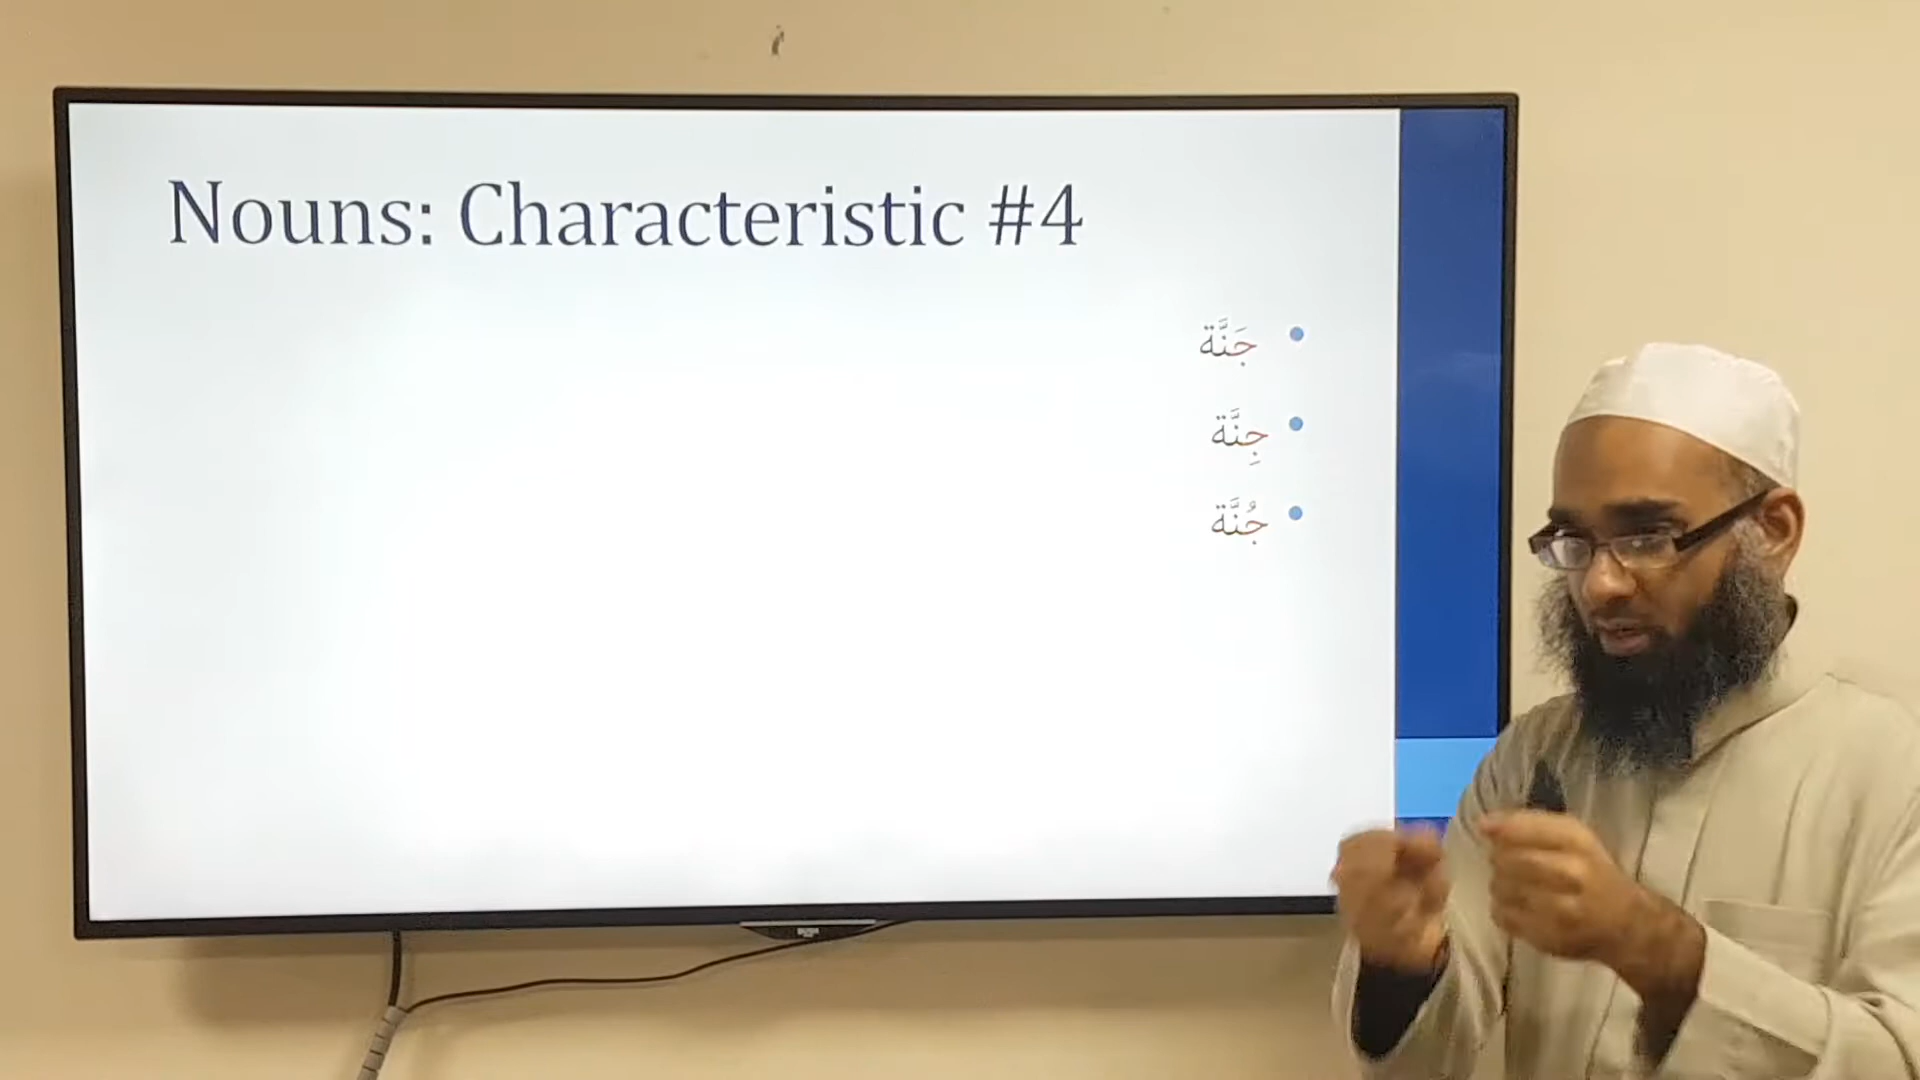 Nouns: Characteristic #4
• جَنَّة
• جِنَّة
• جُنَّة